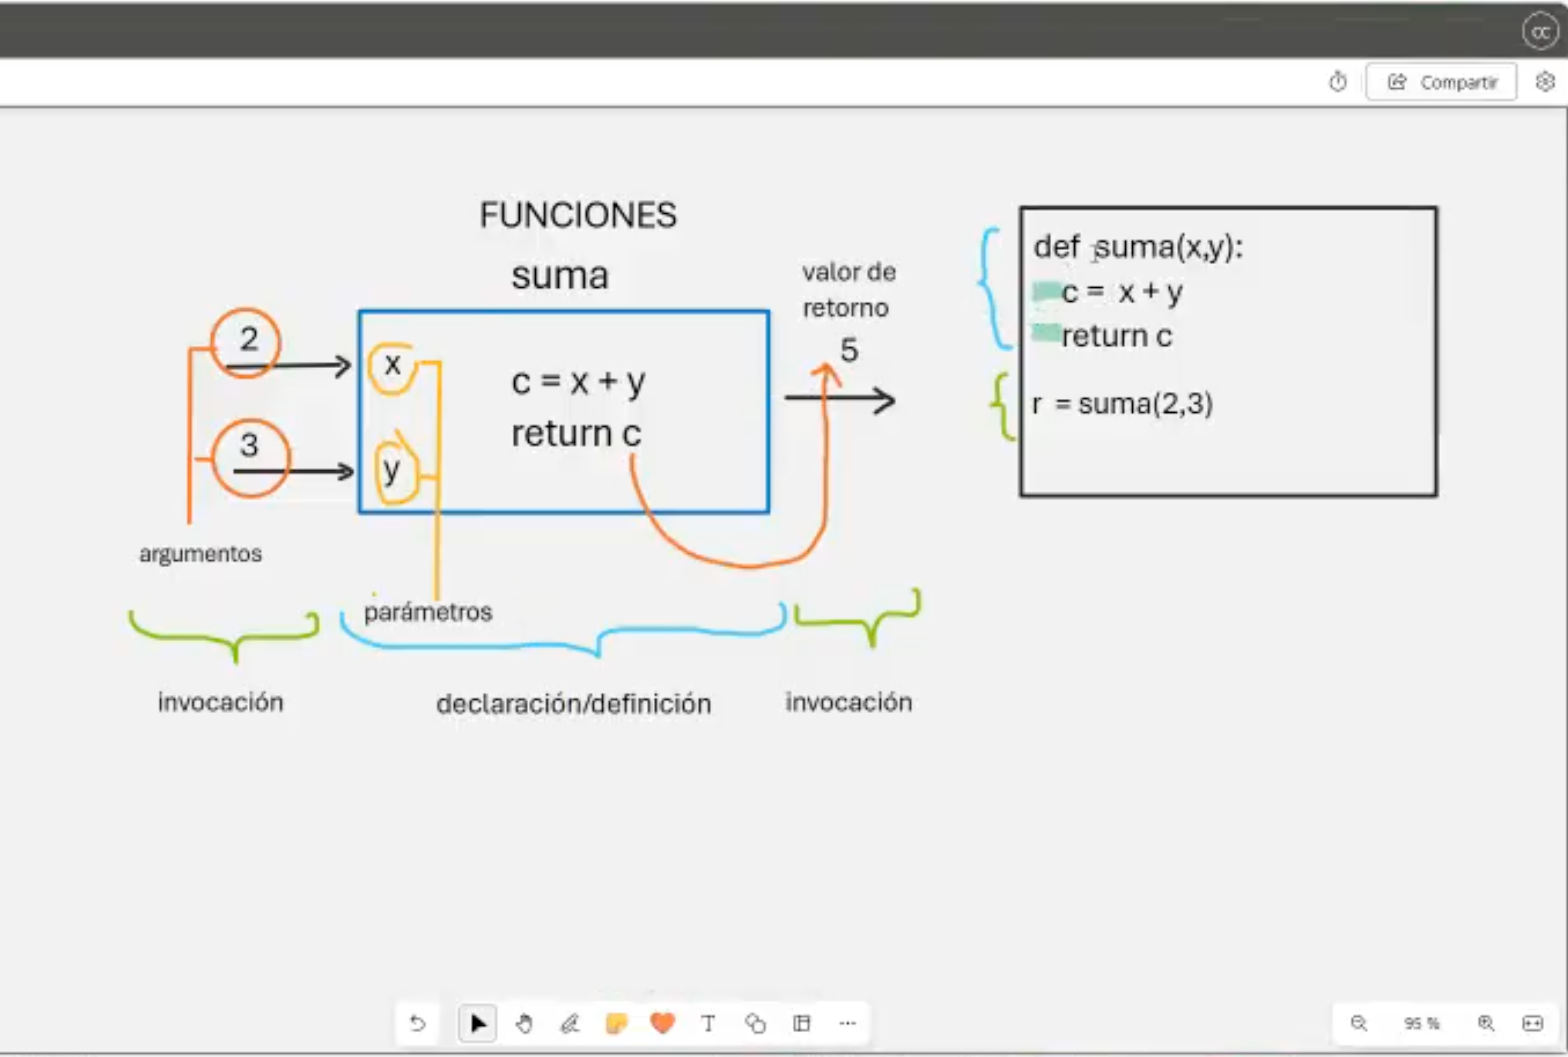 Compartir
FUNCIONES
suma
2
3
x
y
c = x + y
return c
valor de
retorno
5
argumentos
parámetros
invocación
declaración/definición
invocación
def suma(x,y):
c = x + y
return c
r = suma(2,3)
T
95 %